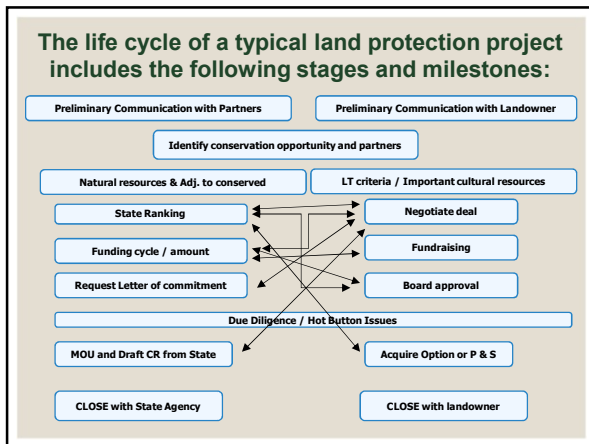 The life cycle of a typical land protection project
includes the following stages and milestones:
Preliminary Communication with Partners
Preliminary Communication with Landowner
Identify conservation opportunity and partners
Natural resources & Adj. to conserved
LT criteria / Important cultural resources
State Ranking
Negotiate deal
Funding cycle / amount
Fundraising
Request Letter of commitment
Board approval
Due Diligence / Hot Button Issues
MOU and Draft CR from State
Acquire Option or P & S
CLOSE with State Agency
CLOSE with landowner